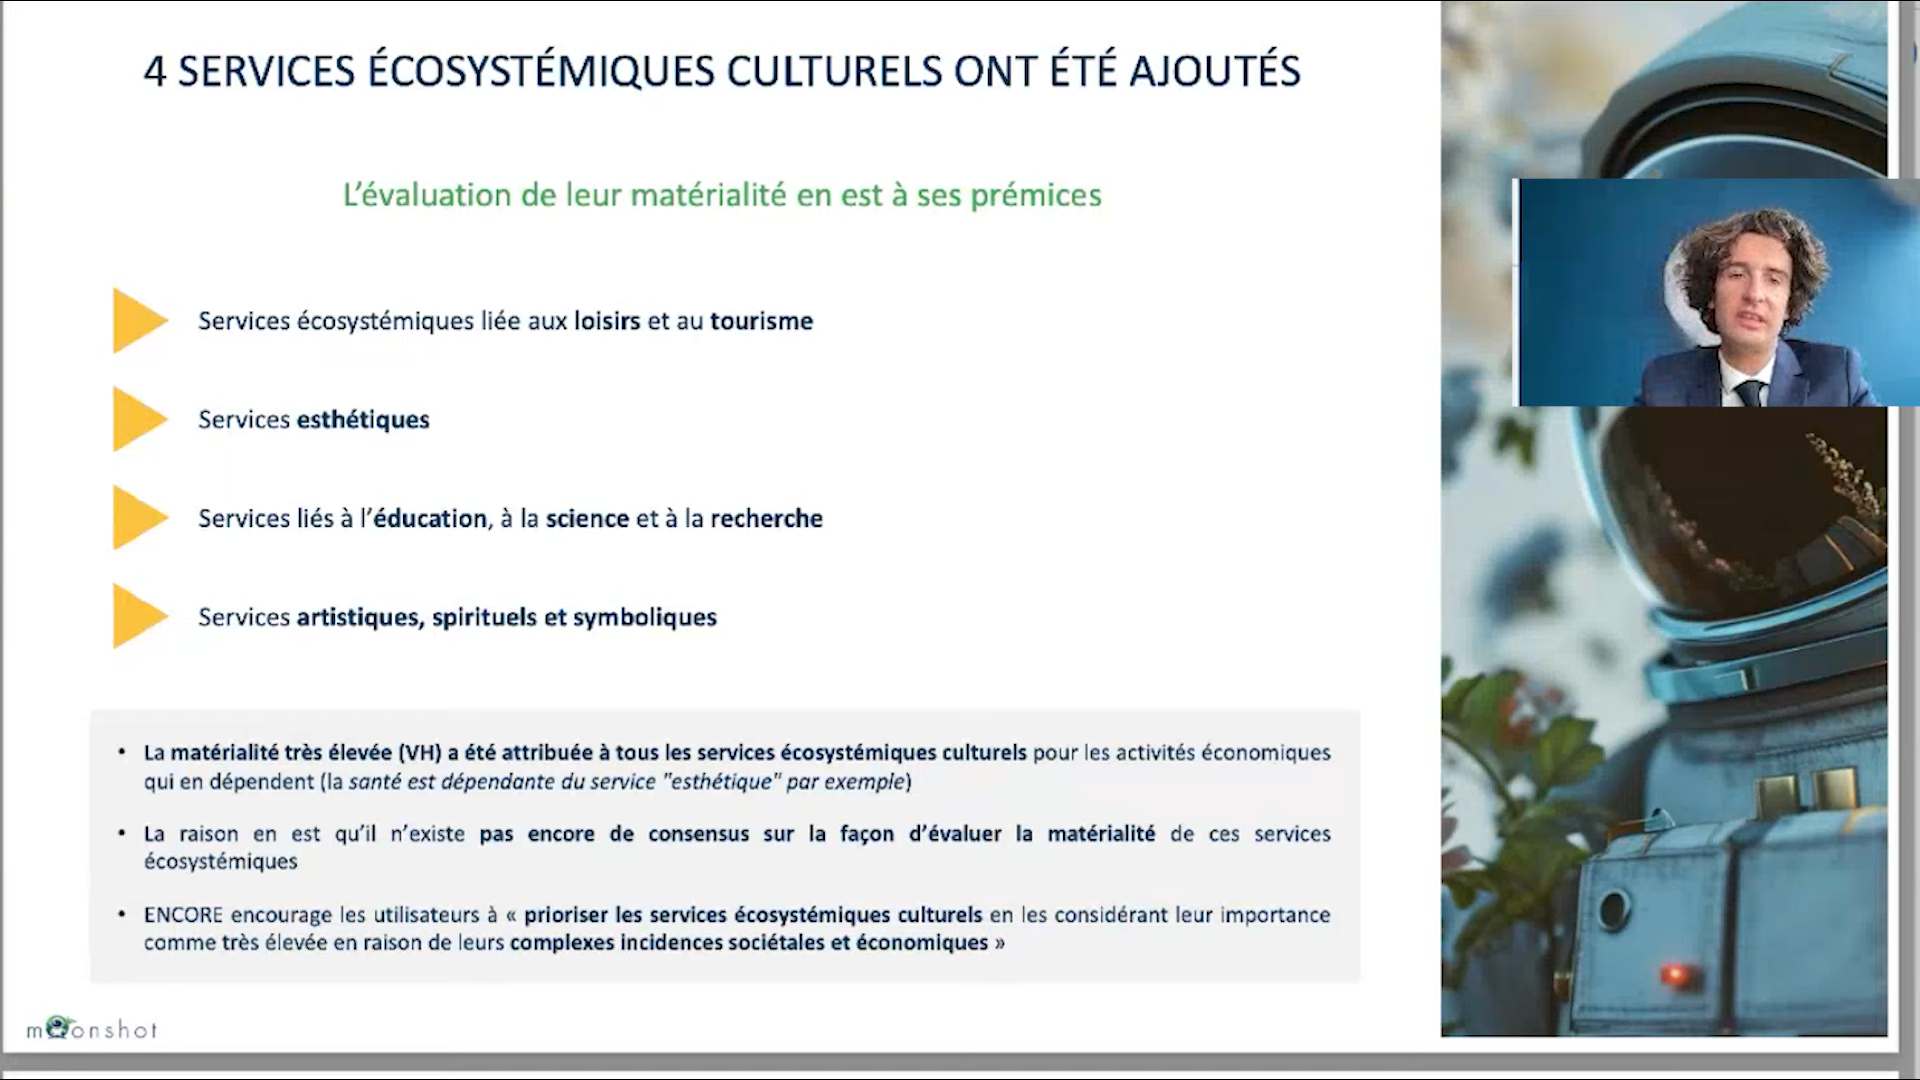 4 SERVICES ÉCOSYSTÉMIQUES CULTURELS ONT ÉTÉ AJOUTÉS
L'évaluation de leur matérialité en est à ses prémices
Services écosystémiques liée aux loisirs et au tourisme
Services esthétiques
Services liés à l'éducation, à la science et à la recherche
Services artistiques, spirituels et symboliques
• La matérialité très élevée (VH) a été attribuée à tous les services écosystémiques culturels pour les activités économiques
qui en dépendent (la santé est dépendante du service "esthétique" par exemple)
• La raison en est qu'il n'existe pas encore de consensus sur la façon d'évaluer la matérialité de ces services
écosystémiques
• ENCORE encourage les utilisateurs à « prioriser les services écosystémiques culturels en les considérant leur importance
comme très élevée en raison de leurs complexes incidences sociétales et économiques »
moonshot